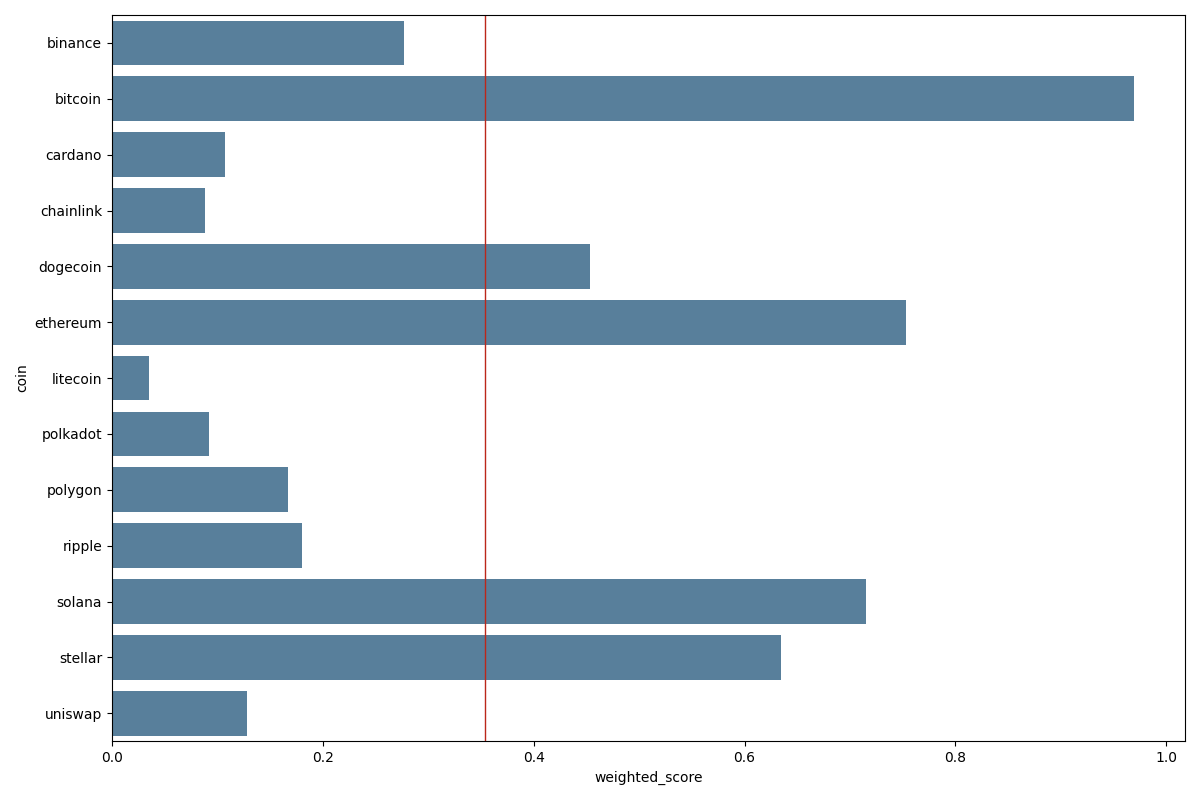 binance
bitcoin
cardano
chainlink
dogecoin
ethereum
litecoin
polkadot
polygon
ripple
solana
stellar
uniswap
coin
0.0 0.2 0.4 0.6 0.8 1.0
weighted_score